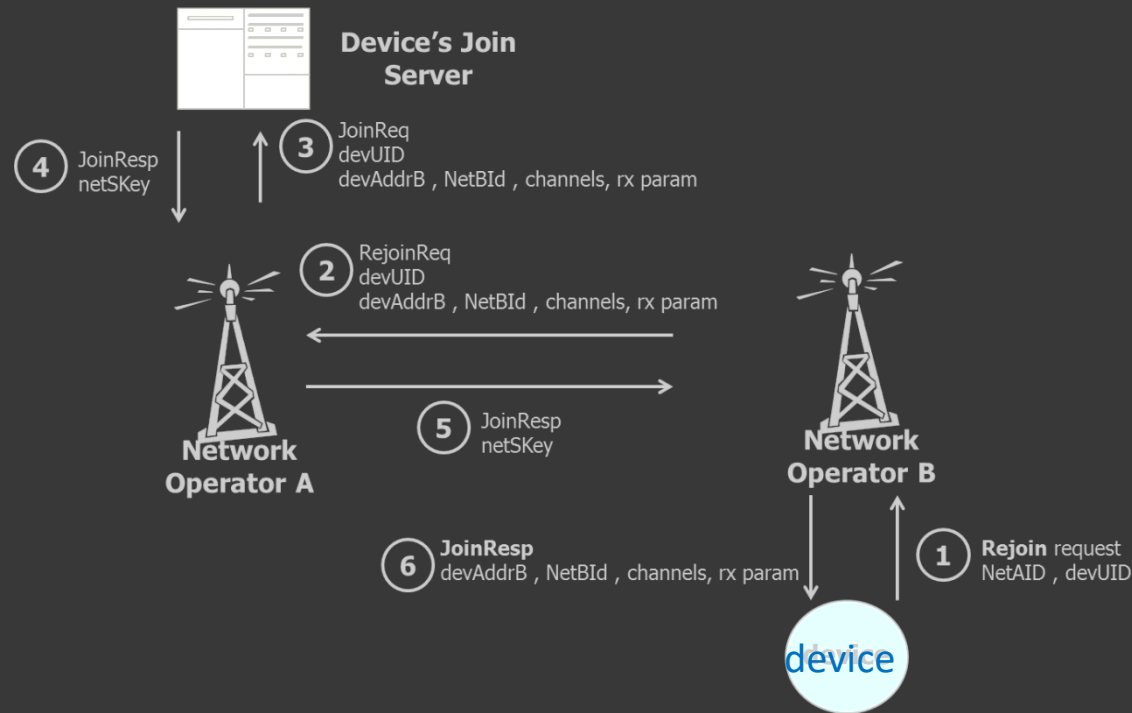 Device's Join
Server
4
JoinResp
netSKey
3
JoinReq
devUID
devAddrB , NetBId , channels, rx param
2
RejoinReq
devUID
devAddrB , NetBId , channels, rx param
5
JoinResp
netSKey
Network
Operator A
Network
Operator B
6
JoinResp
devAddrB , NetBId , channels, rx param
1
Rejoin request
NetAID , devUID
device